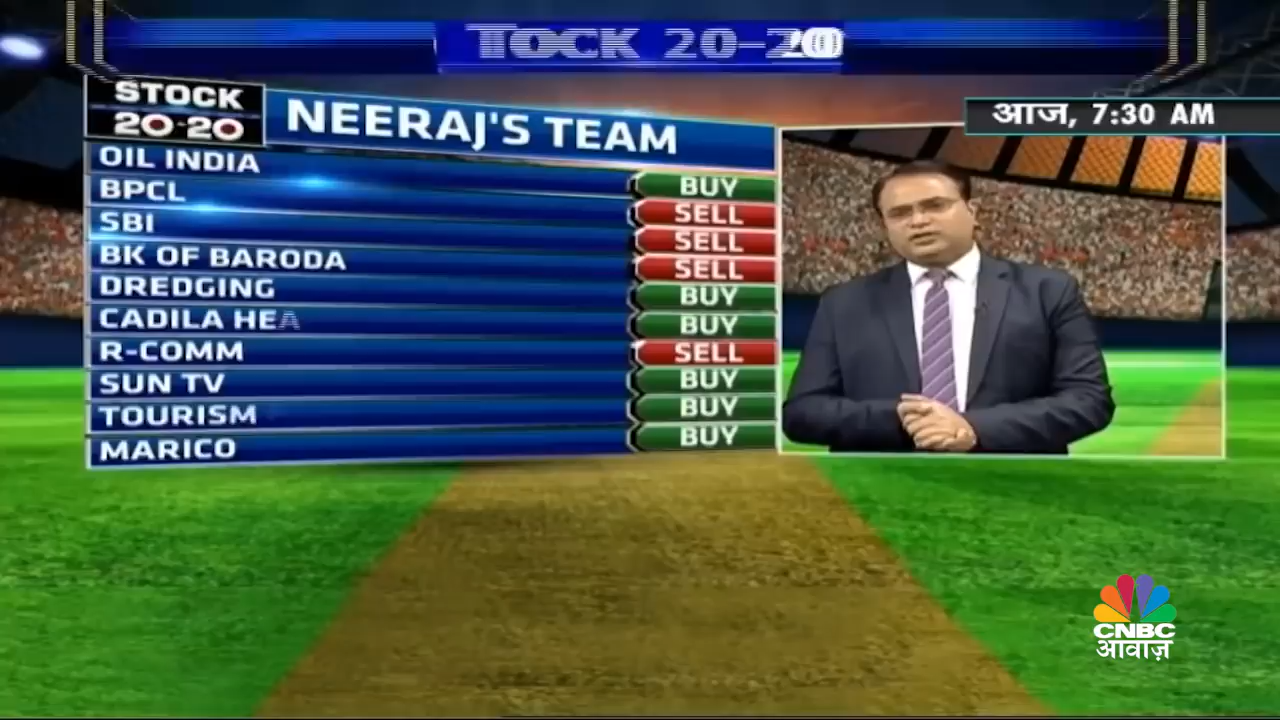 TOCK 20-20
STOCK
20-20
NEERAJ'S TEAM
आज, 7:30 AM
OIL INDIA BUY
BPCL SELL
SBI SELL
BK OF BARODA SELL
DREDGING BUY
CADILA HEA BUY
R-COMM SELL
SUN TV BUY
TOURISM BUY
MARICO BUY
CNBC
आवाज़